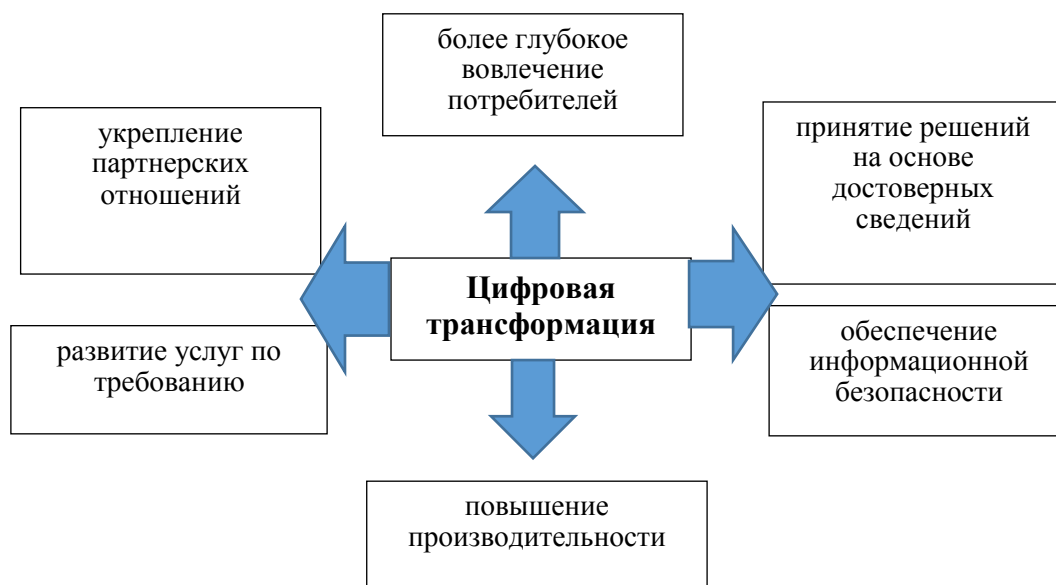 более глубокое
вовлечение
потребителей
укрепление
партнерских
отношений
принятие решений
на основе
достоверных
сведений
Цифровая
трансформация
развитие услуг по
требованию
обеспечение
информационной
безопасности
повышение
производительности